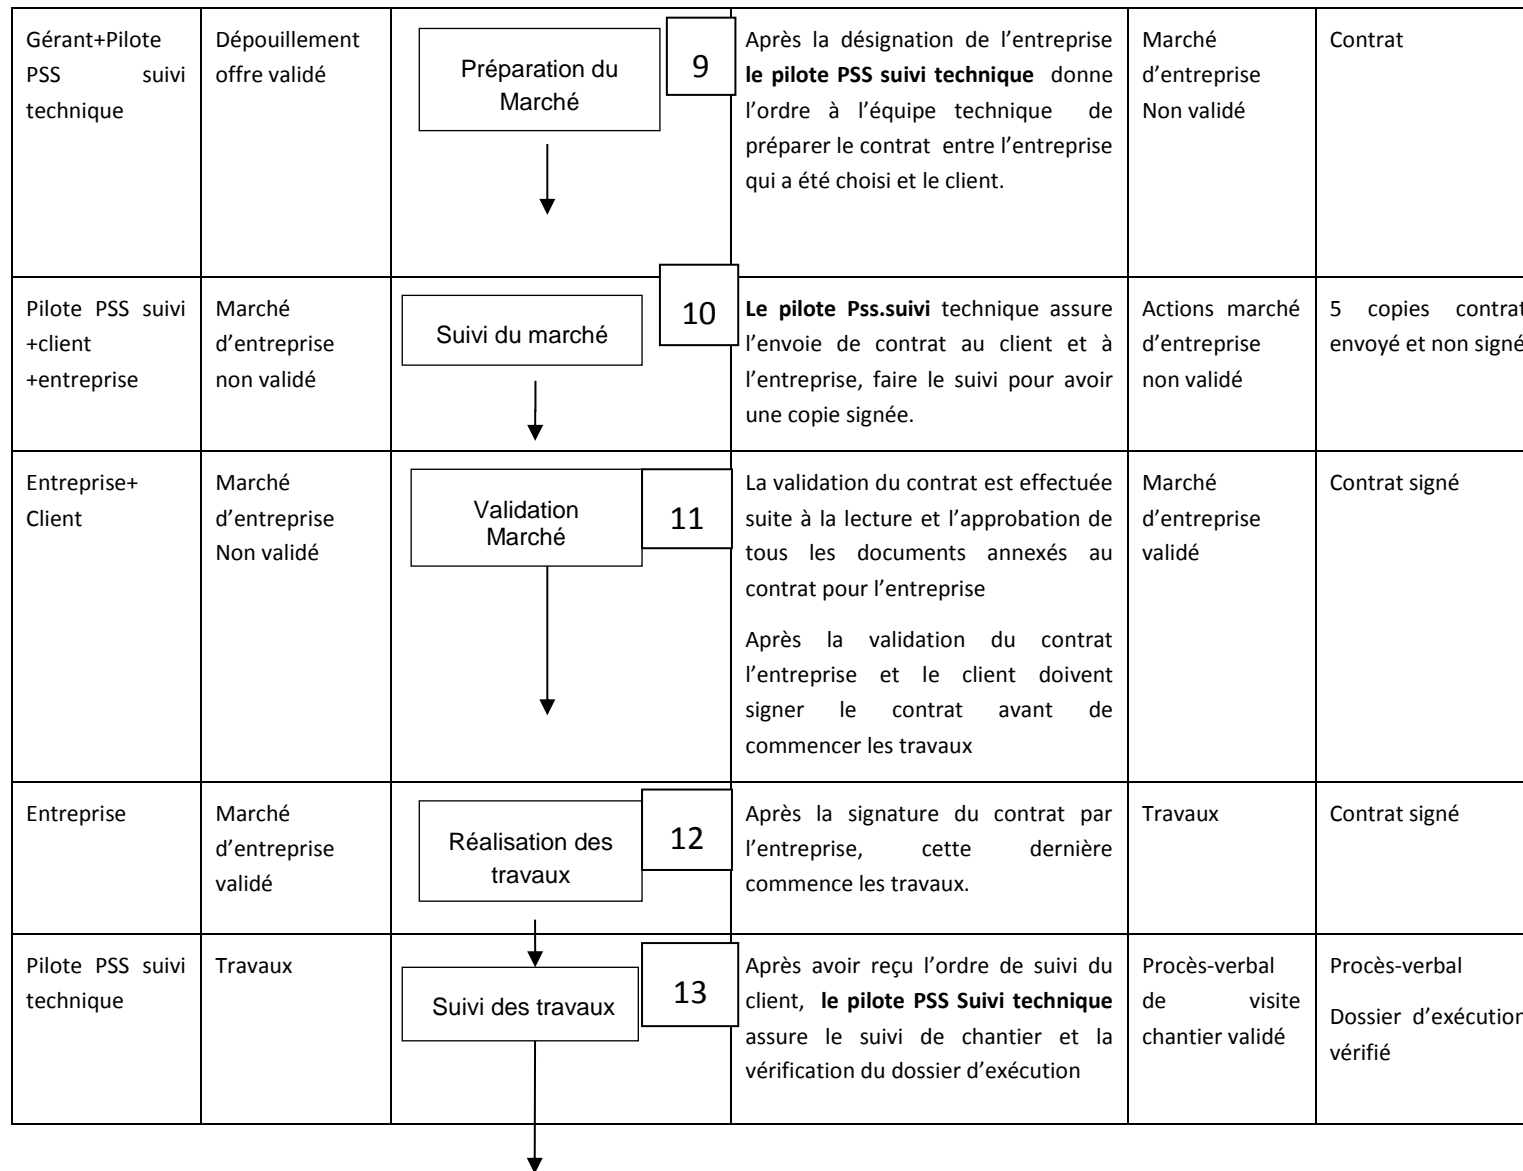 Gérant+Pilote
PSS suivi
technique
Dépouillement
offre validé
Préparation du
Marché
9
Après la désignation de l’entreprise
le pilote PSS suivi technique donne
l’ordre à l’équipe technique de
préparer le contrat entre l’entreprise
qui a été choisi et le client.
Marché
d’entreprise
Non validé
Contrat
Pilote PSS suivi
+client
+entreprise
Marché
d’entreprise
non validé
Suivi du marché
10
Le pilote Pss.suivi technique assure
l’envoie de contrat au client et à
l’entreprise, faire le suivi pour avoir
une copie signée.
Actions marché
d’entreprise
non validé
5 copies contrat
envoyé et non signé
Entreprise+
Client
Marché
d’entreprise
Non validé
Validation
Marché
11
La validation du contrat est effectuée
suite à la lecture et l’approbation de
tous les documents annexés au
contrat pour l’entreprise
Après la validation du contrat
l’entreprise et le client doivent
signer le contrat avant de
commencer les travaux
Marché
d’entreprise
validé
Contrat signé
Entreprise
Marché
d’entreprise
validé
Réalisation des
travaux
12
Après la signature du contrat par
l’entreprise, cette dernière
commence les travaux.
Travaux
Contrat signé
Pilote PSS suivi
technique
Travaux
Suivi des travaux
13
Après avoir reçu l’ordre de suivi du
client, le pilote PSS Suivi technique
assure le suivi de chantier et la
vérification du dossier d’exécution
Procès-verbal
de visite
chantier validé
Procès-verbal
Dossier d’exécution
vérifié